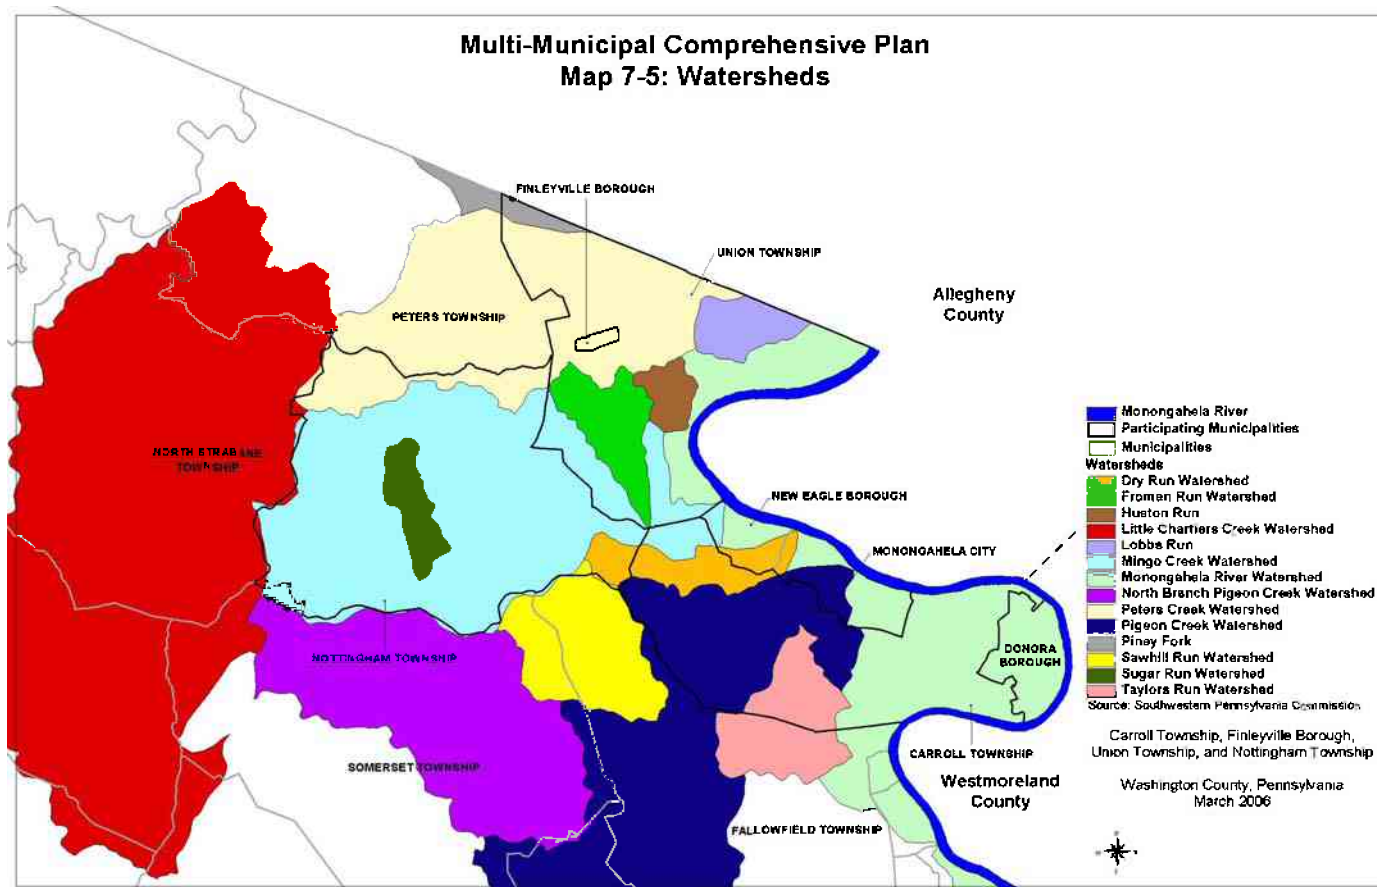 Multi-Municipal Comprehensive Plan
Map 7-5: Watersheds
FINLEYVILLE BOROUGH
UNION TOWNSHIP
Allegheny
County
PETERS TOWNSHIP
NORTH STRABANE
TOWNSHIP
NEW EAGLE BOROUGH
MONONGAHELA CITY
NOTTINGHAM TOWNSHIP
DONORA
BOROUGH
SOMERSET TOWNSHIP
CARROLL TOWNSHIP
Westmoreland
County
FALLOWFIELD TOWNSHIP
Monongahela River
Participating Municipalities
Municipalities
Watersheds
Dry Run Watershed
Froman Run Watershed
Huston Run
Little Chartiers Creek Watershed
Lobbs Run
Mingo Creek Watershed
Monongahela River Watershed
North Branch Pigeon Creek Watershed
Peters Creek Watershed
Pigeon Creek Watershed
Piney Fork
Sawhill Run Watershed
Sugar Run Watershed
Taylors Run Watershed
Source: Southwestern Pennsylvania Commission
Carroll Township, Finleyville Borough,
Union Township, and Nottingham Township
Washington County, Pennsylvania
March 2006